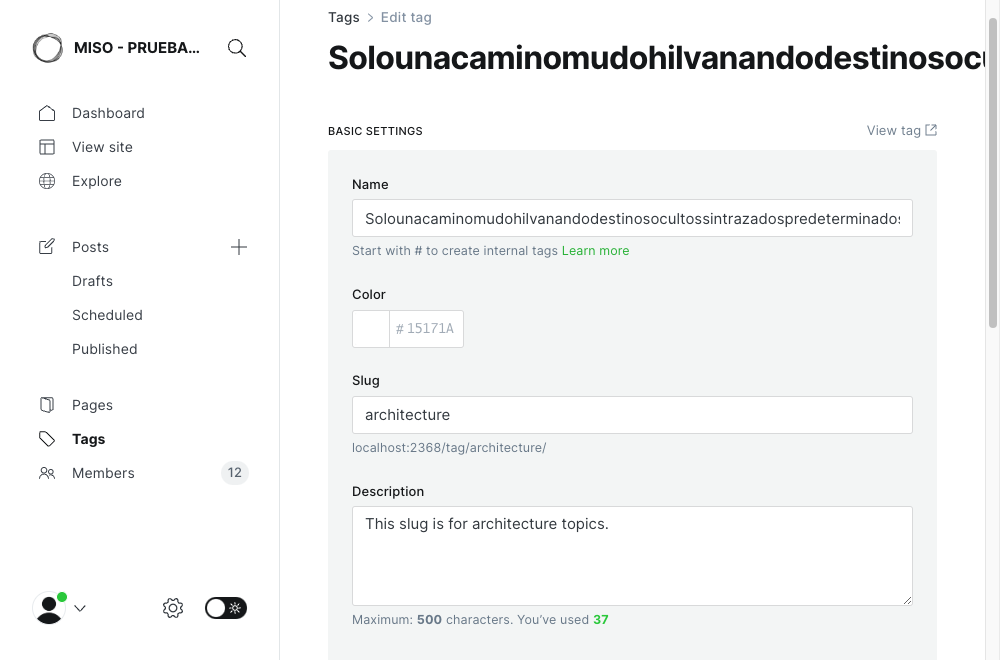 MISO - PRUEBA...
Dashboard
View site
Explore
Posts
Drafts
Scheduled
Published
Pages
Tags
Members 12
Tags > Edit tag
Solounacaminomudohilvanandodestinosocu
BASIC SETTINGS
View tag
Name
Solounacaminomudohilvanandodestinosocultossintrazadospredeterminados
Start with # to create internal tags Learn more
Color
# 15171A
Slug
architecture
localhost:2368/tag/architecture/
Description
This slug is for architecture topics.
Maximum: 500 characters. You’ve used 37